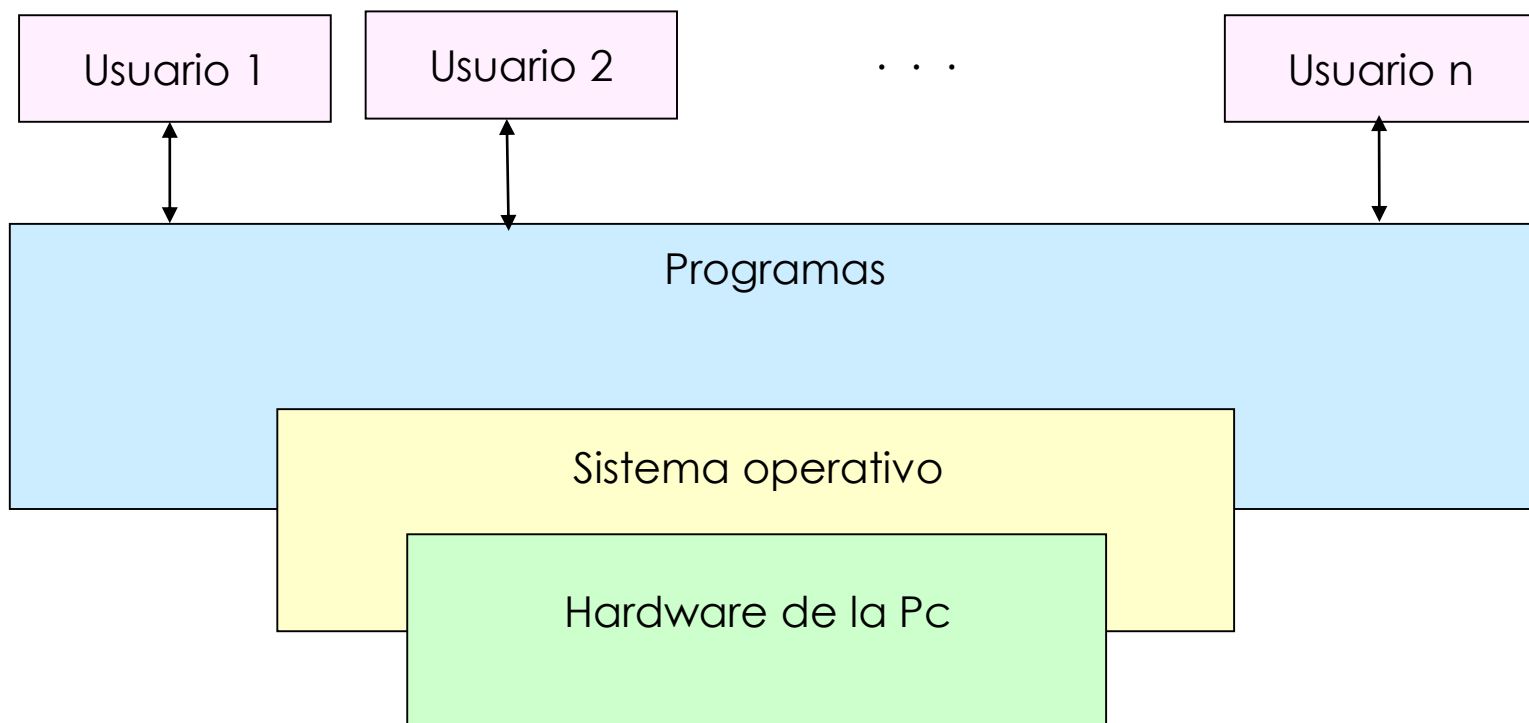 Usuario 1
Usuario 2
. . .
Usuario n
Programas
Sistema operativo
Hardware de la Pc